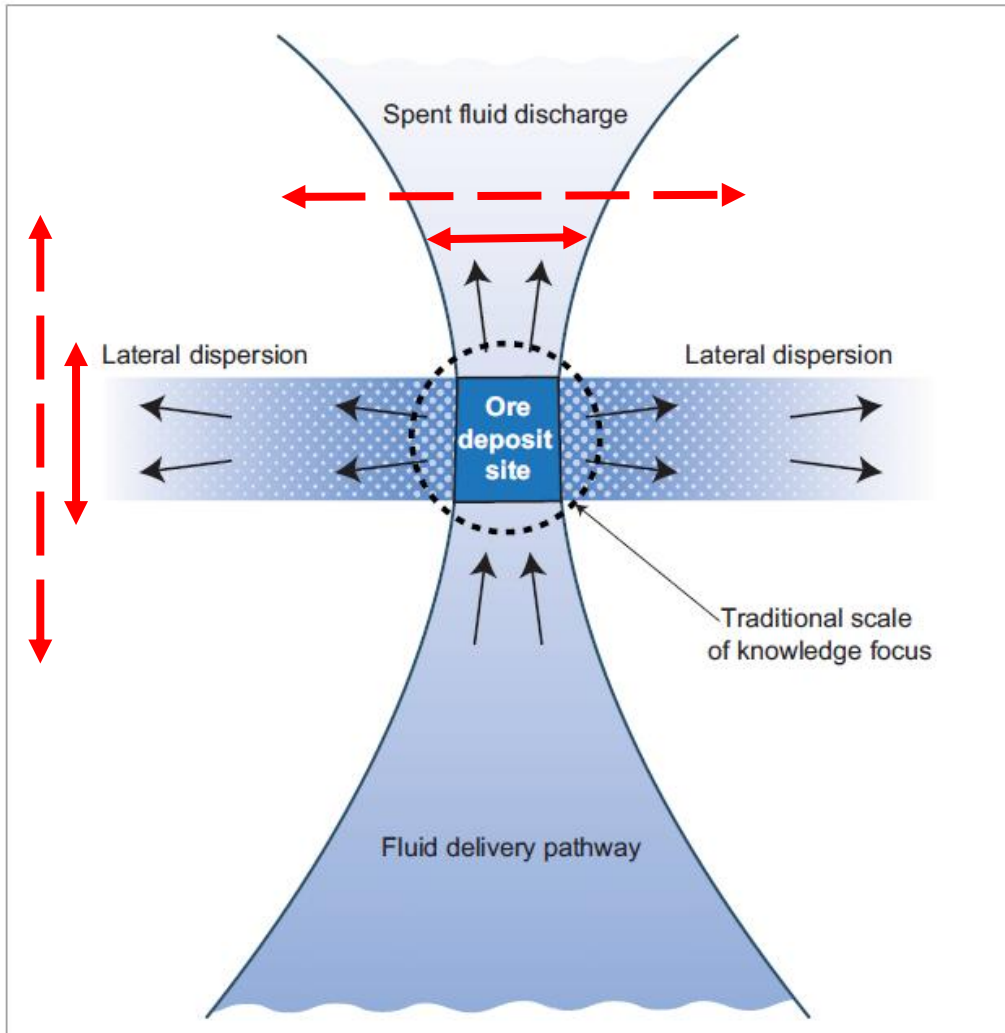 Spent fluid discharge
Lateral dispersion
Lateral dispersion
Ore
deposit
site
Traditional scale
of knowledge focus
Fluid delivery pathway